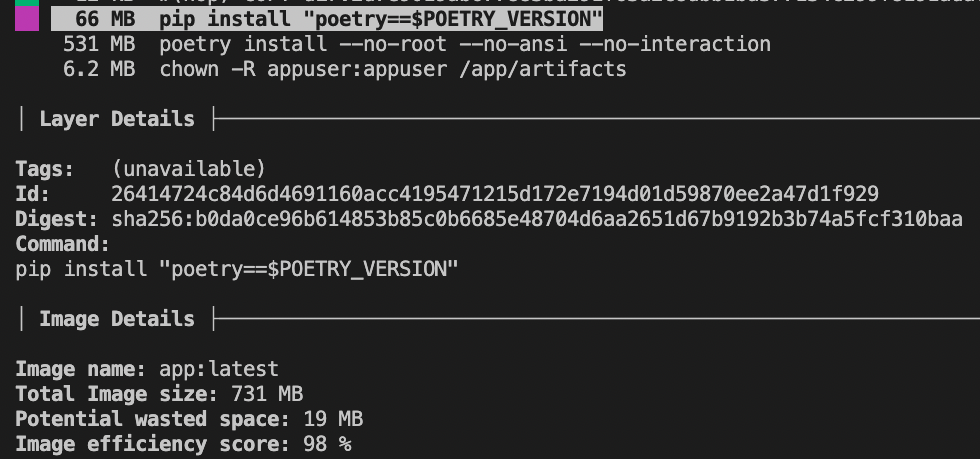 66 MB pip install "poetry==$POETRY_VERSION"
531 MB poetry install --no-root --no-ansi --no-interaction
6.2 MB chown -R appuser:appuser /app/artifacts
│ Layer Details ├
Tags: (unavailable)
Id: 26414724c84d6d4691160acc4195471215d172e7194d01d59870ee2a47d1f929
Digest: sha256:b0da0ce96b614853b85c0b6685e48704d6aa2651d67b9192b3b74a5fcf310baa
Command:
pip install "poetry==$POETRY_VERSION"
│ Image Details ├
Image name: app:latest
Total Image size: 731 MB
Potential wasted space: 19 MB
Image efficiency score: 98 %